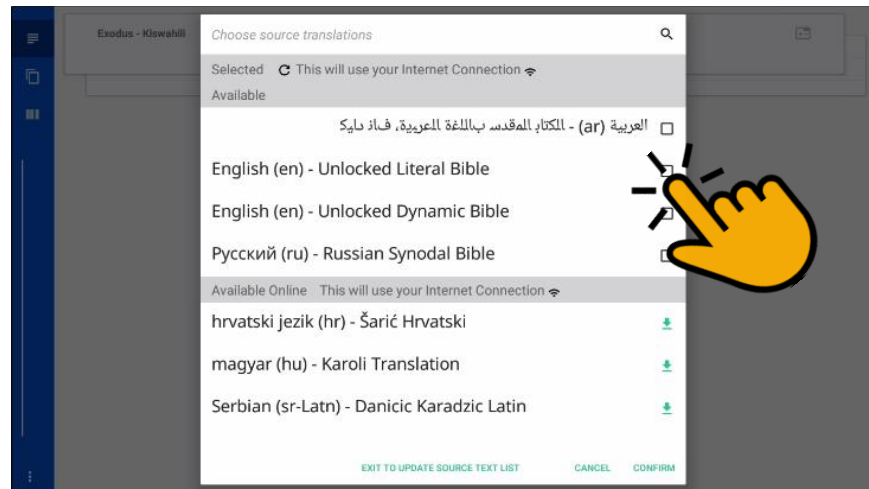 Exodus - Kiswahili
Choose source translations
Selected This will use your Internet Connection
Available
العربية (ar) - الكتاب المقدس باللغة العربية، فان دايك
English (en) - Unlocked Literal Bible
English (en) - Unlocked Dynamic Bible
Русский (ru) - Russian Synodal Bible
Available Online This will use your Internet Connection
hrvatski jezik (hr) - Šarić Hrvatski
magyar (hu) - Karoli Translation
Serbian (sr-Latn) - Danicic Karadzic Latin
EXIT TO UPDATE SOURCE TEXT LIST CANCEL CONFIRM